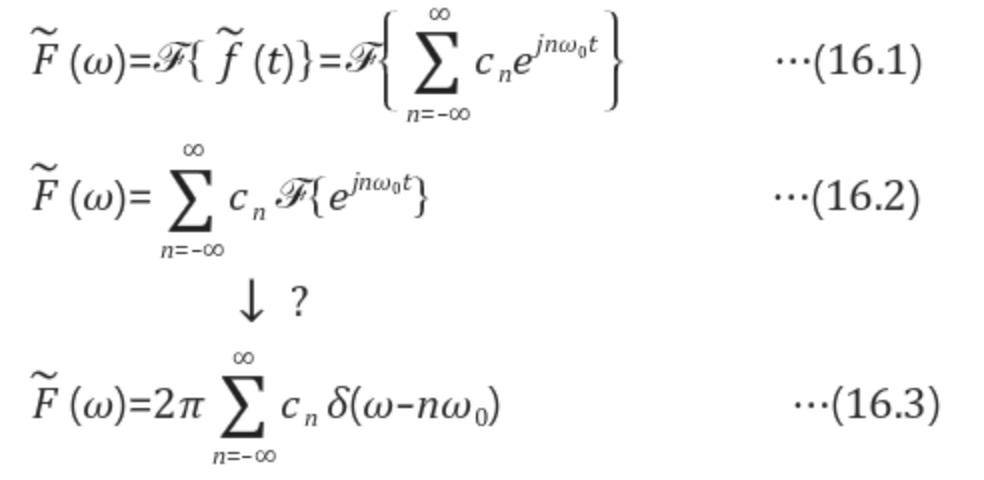 F̃(ω)=ℱ{ f̃(t)}=ℱ{ ∑_{n=-∞}^{∞} c_n e^{jnω₀t} } ···(16.1)
F̃(ω)= ∑_{n=-∞}^{∞} c_n ℱ{e^{jnω₀t}} ···(16.2)
↓ ?
F̃(ω)=2π ∑_{n=-∞}^{∞} c_n δ(ω-nω₀) ···(16.3)